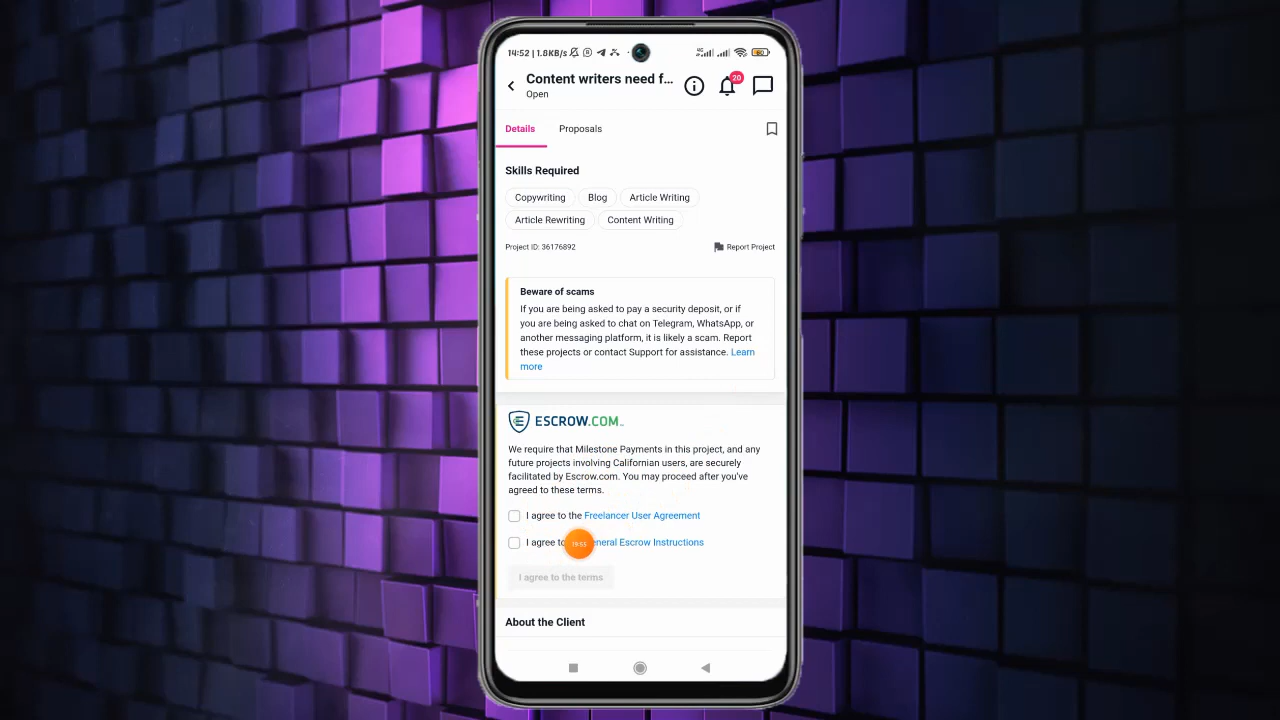 14:52 | 1.8KB/s
Content writers need f...
20
Open
Details Proposals
Skills Required
Copywriting Blog Article Writing
Article Rewriting Content Writing
Project ID: 36176892 Report Project
Beware of scams
If you are being asked to pay a security deposit, or if
you are being asked to chat on Telegram, WhatsApp, or
another messaging platform, it is likely a scam. Report
these projects or contact Support for assistance. Learn
more
ESCROW.COM
We require that Milestone Payments in this project, and any
future projects involving Californian users, are securely
facilitated by Escrow.com. You may proceed after you've
agreed to these terms.
I agree to the Freelancer User Agreement
I agree to eneral Escrow Instructions
I agree to the terms
About the Client